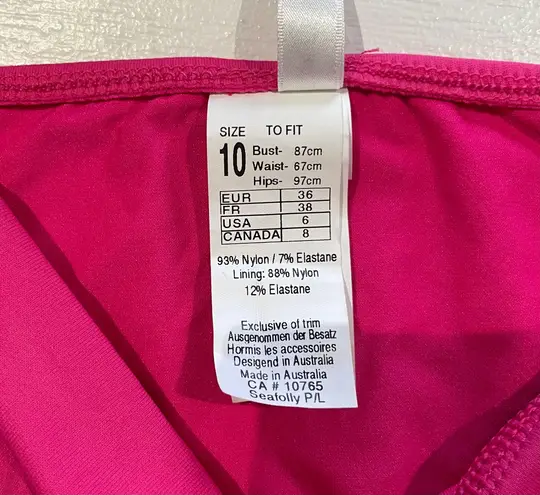 SIZE TO FIT
10 Bust- 87cm
Waist- 67cm
Hips- 97cm
EUR 36
FR 38
USA 6
CANADA 8
93% Nylon / 7% Elastane
Lining: 88% Nylon
12% Elastane
Exclusive of trim
Ausgenommen der Besatz
Hormis les accessoires
Desigend in Australia
Made in Australia
CA # 10765
Seafolly P/L